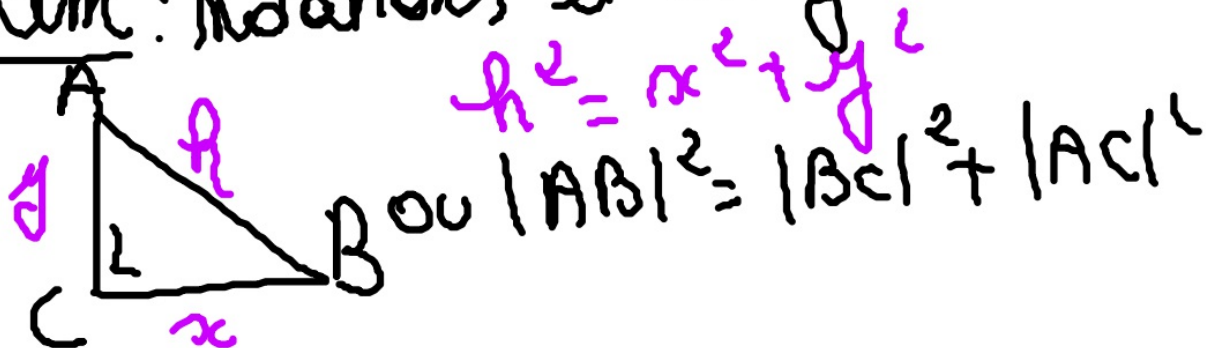 h² = x² + y²
A
h
y
B ou |AB|² = |BC|² + |AC|²
C
x